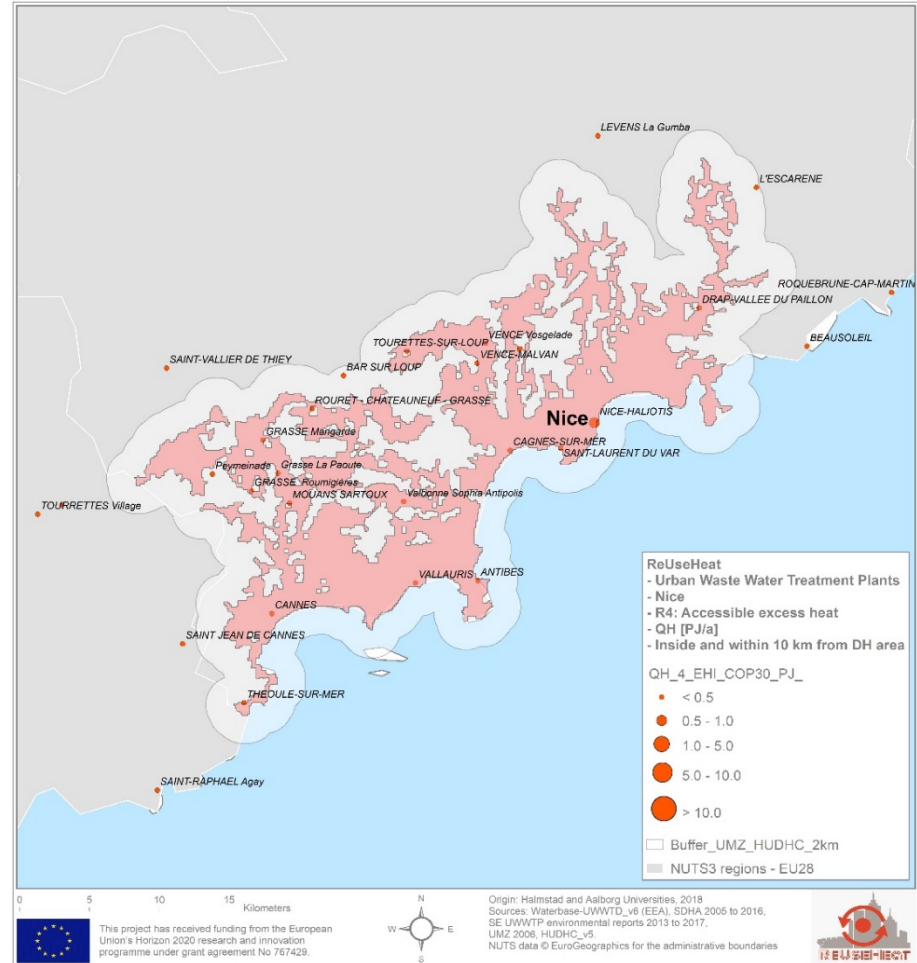 LEVENS La Gumba
L'ESCARENE
ROQUEBRUNE-CAP-MARTIN
DRAP-VALLEE DU PAILLON
BEAUSOLEIL
VENCE Vosgelade
TOURETTES-SUR-LOUP
VENCE-MALVAN
SAINT-VALLIER DE THIEY
BAR SUR LOUP
ROURET - CHATEAUNEUF - GRASSE
Nice
NICE-HALIOTIS
GRASSE Marigarde
CAGNES-SUR-MER
SANT-LAURENT DU VAR
Peymeinade
Grasse La Paoute
GRASSE Roumigières
MOUANS SARTOUX
Valbonne Sophia Antipolis
TOURRETTES Village
VALLAURIS
ANTIBES
CANNES
SAINT JEAN DE CANNES
THEOULE-SUR-MER
SAINT-RAPHAEL Agay
ReUseHeat
- Urban Waste Water Treatment Plants
- Nice
- R4: Accessible excess heat
- QH [PJ/a]
- Inside and within 10 km from DH area
QH_4_EHI_COP30_PJ_
< 0.5
0.5 - 1.0
1.0 - 5.0
5.0 - 10.0
> 10.0
Buffer_UMZ_HUDHC_2km
NUTS3 regions - EU28
0 5 10 15
Kilometers
This project has received funding from the European
Union's Horizon 2020 research and innovation
programme under grant agreement No 767429.
N
W E
S
Origin: Halmstad and Aalborg Universities, 2018
Sources: Waterbase-UWWTD_v6 (EEA), SDHA 2005 to 2016,
SE UWWTP environmental reports 2013 to 2017,
UMZ 2006, HUDHC_v5.
NUTS data © EuroGeographics for the administrative boundaries
REUSEHEAT